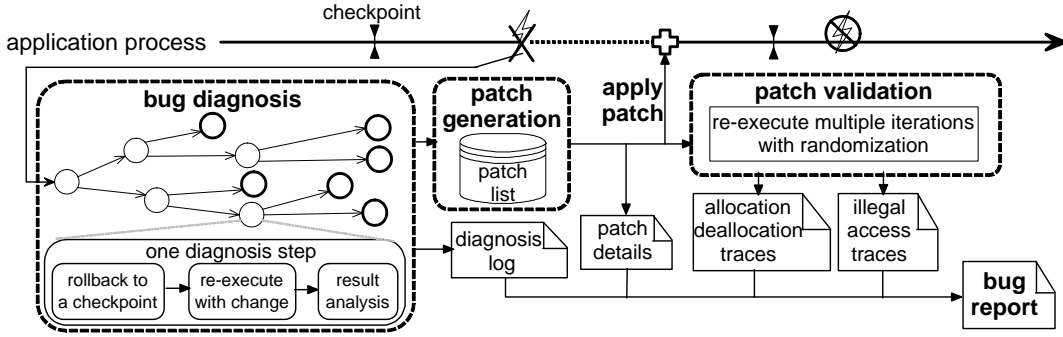 checkpoint
application process
bug diagnosis
patch
generation
patch
list
apply
patch
patch validation
re-execute multiple iterations
with randomization
one diagnosis step
rollback to
a checkpoint
re-execute
with change
result
analysis
diagnosis
log
patch
details
allocation
deallocation
traces
illegal
access
traces
bug
report